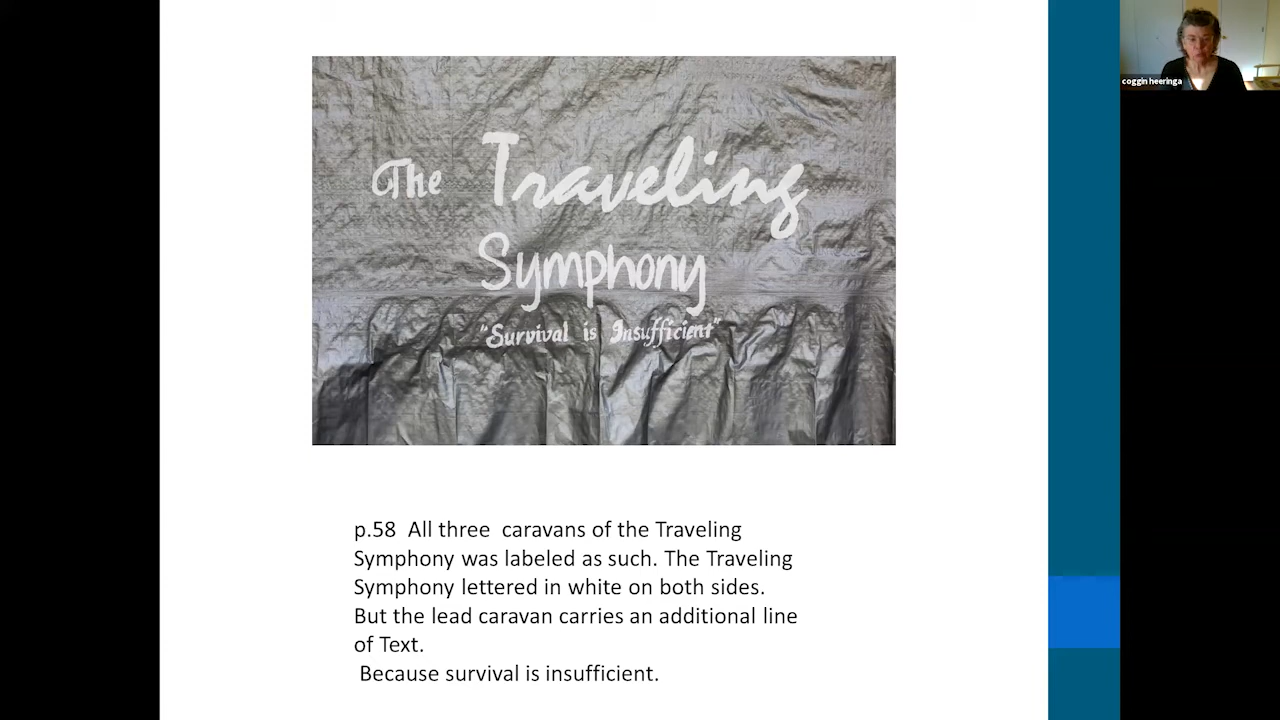 The Traveling
Symphony
"Survival is Insufficient"
p.58 All three caravans of the Traveling
Symphony was labeled as such. The Traveling
Symphony lettered in white on both sides.
But the lead caravan carries an additional line
of Text.
Because survival is insufficient.
coggin heeringa